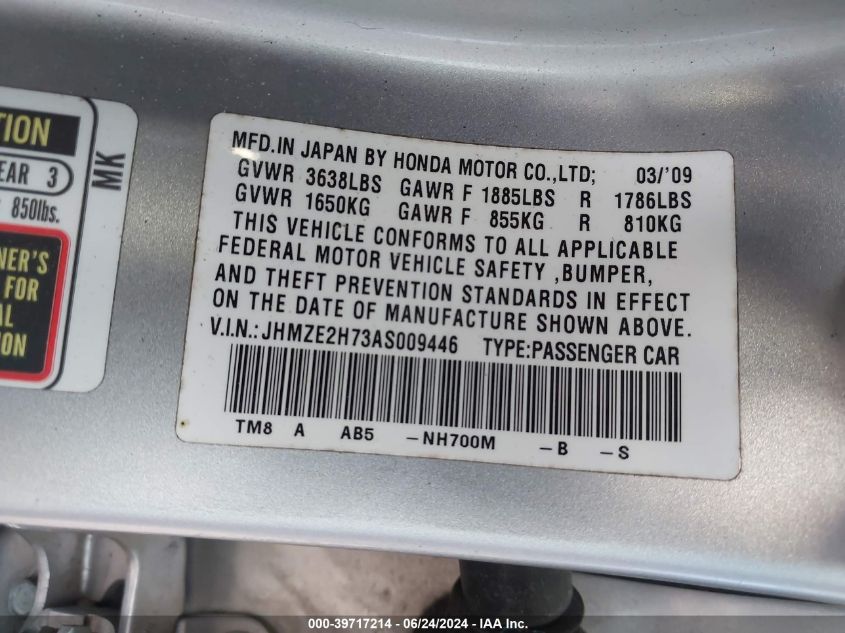 TION
EAR 3
850lbs.
MK
NER'S
FOR
AL
ION
MFD.IN JAPAN BY HONDA MOTOR CO.,LTD; 03/'09
GVWR 3638LBS GAWR F 1885LBS R 1786LBS
GVWR 1650KG GAWR F 855KG R 810KG
THIS VEHICLE CONFORMS TO ALL APPLICABLE
FEDERAL MOTOR VEHICLE SAFETY ,BUMPER,
AND THEFT PREVENTION STANDARDS IN EFFECT
ON THE DATE OF MANUFACTURE SHOWN ABOVE.
V.I.N.:JHMZE2H73AS009446 TYPE:PASSENGER CAR
TM8 A AB5 -NH700M -B -S
000-39717214 - 06/24/2024 - IAA Inc.